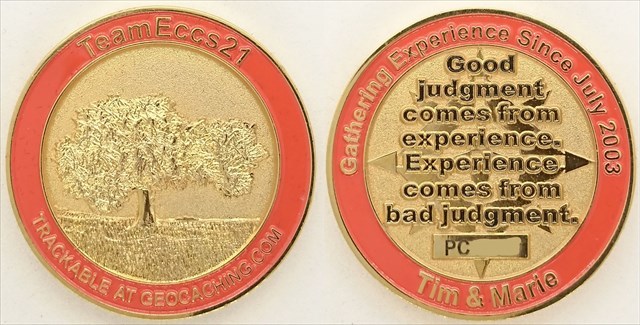 TeamEccs21
TRACKABLE AT GEOCACHING.COM
Gathering Experience Since July 2003
Good
judgment
comes from
experience.
Experience
comes from
bad judgment.
PC
Tim & Marie